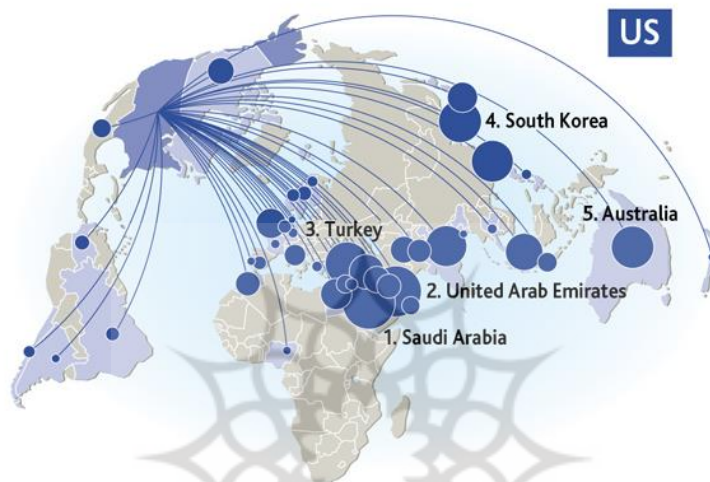 US
4. South Korea
5. Australia
3. Turkey
2. United Arab Emirates
1. Saudi Arabia